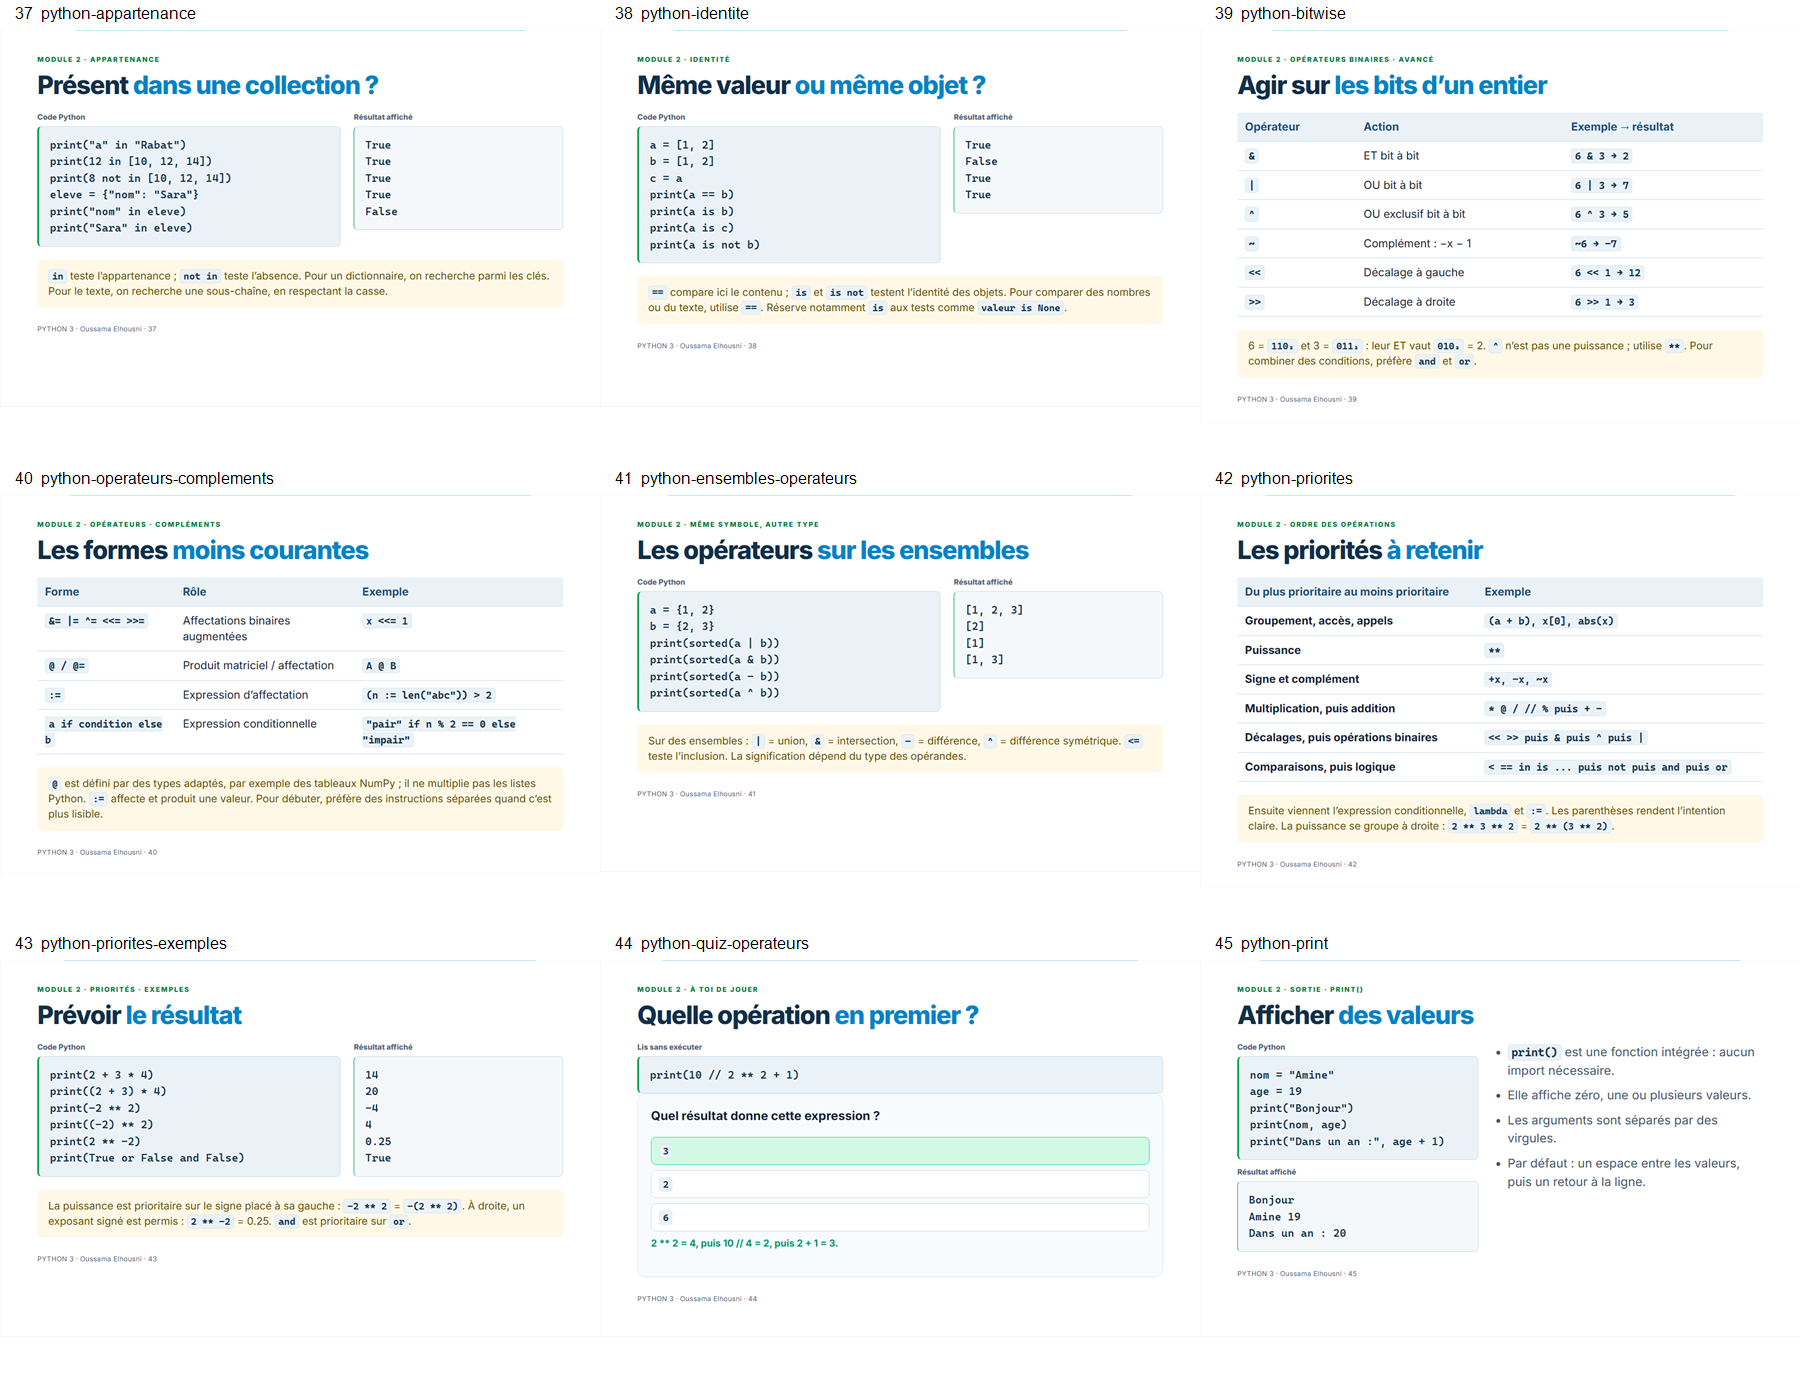 37 python-appartenance
MODULE 2 · APPARTENANCE
Présent dans une collection ?
Code Python
print("a" in "Rabat")
print(12 in [10, 12, 14])
print(8 not in [10, 12, 14])
eleve = {"nom": "Sara"}
print("nom" in eleve)
print("Sara" in eleve)
Résultat affiché
True
True
True
True
False
in teste l’appartenance ; not in teste l’absence. Pour un dictionnaire, on recherche parmi les clés.
Pour le texte, on recherche une sous-chaîne, en respectant la casse.
PYTHON 3 · Oussama Elhousni · 37
38 python-identite
MODULE 2 · IDENTITÉ
Même valeur ou même objet ?
Code Python
a = [1, 2]
b = [1, 2]
c = a
print(a == b)
print(a is b)
print(a is c)
print(a is not b)
Résultat affiché
True
False
True
True
== compare ici le contenu ; is et is not testent l’identité des objets. Pour comparer des nombres
ou du texte, utilise == . Réserve notamment is aux tests comme valeur is None .
PYTHON 3 · Oussama Elhousni · 38
39 python-bitwise
MODULE 2 · OPÉRATEURS BINAIRES · AVANCÉ
Agir sur les bits d’un entier
Opérateur Action Exemple → résultat
& ET bit à bit 6 & 3 → 2
| OU bit à bit 6 | 3 → 7
^ OU exclusif bit à bit 6 ^ 3 → 5
~ Complément : −x − 1 ~6 → −7
<< Décalage à gauche 6 << 1 → 12
>> Décalage à droite 6 >> 1 → 3
6 = 110₂ et 3 = 011₂ : leur ET vaut 010₂ = 2. ^ n’est pas une puissance ; utilise ** . Pour
combiner des conditions, préfère and et or .
PYTHON 3 · Oussama Elhousni · 39
40 python-operateurs-complements
MODULE 2 · OPÉRATEURS · COMPLÉMENTS
Les formes moins courantes
Forme Rôle Exemple
&= |= ^= <<= >>= Affectations binaires augmentées x <<= 1
@ / @= Produit matriciel / affectation A @ B
:= Expression d’affectation (n := len("abc")) > 2
a if condition else b Expression conditionnelle "pair" if n % 2 == 0 else "impair"
@ est défini par des types adaptés, par exemple des tableaux NumPy ; il ne multiplie pas les listes
Python. := affecte et produit une valeur. Pour débuter, préfère des instructions séparées quand c’est
plus lisible.
PYTHON 3 · Oussama Elhousni · 40
41 python-ensembles-operateurs
MODULE 2 · MÊME SYMBOLE, AUTRE TYPE
Les opérateurs sur les ensembles
Code Python
a = {1, 2}
b = {2, 3}
print(sorted(a | b))
print(sorted(a & b))
print(sorted(a − b))
print(sorted(a ^ b))
Résultat affiché
[1, 2, 3]
[2]
[1]
[1, 3]
Sur des ensembles : | = union, & = intersection, − = différence, ^ = différence symétrique. <=
teste l’inclusion. La signification dépend du type des opérandes.
PYTHON 3 · Oussama Elhousni · 41
42 python-priorites
MODULE 2 · ORDRE DES OPÉRATIONS
Les priorités à retenir
Du plus prioritaire au moins prioritaire Exemple
Groupement, accès, appels (a + b), x[0], abs(x)
Puissance **
Signe et complément +x, −x, ~x
Multiplication, puis addition * @ / // % puis + −
Décalages, puis opérations binaires << >> puis & puis ^ puis |
Comparaisons, puis logique < == in is ... puis not puis and puis or
Ensuite viennent l’expression conditionnelle, lambda et := . Les parenthèses rendent l’intention
claire. La puissance se groupe à droite : 2 ** 3 ** 2 = 2 ** (3 ** 2) .
PYTHON 3 · Oussama Elhousni · 42
43 python-priorites-exemples
MODULE 2 · PRIORITÉS · EXEMPLES
Prévoir le résultat
Code Python
print(2 + 3 * 4)
print((2 + 3) * 4)
print(−2 ** 2)
print((−2) ** 2)
print(2 ** −2)
print(True or False and False)
Résultat affiché
14
20
−4
4
0.25
True
La puissance est prioritaire sur le signe placé à sa gauche : −2 ** 2 = −(2 ** 2) . À droite, un
exposant signé est permis : 2 ** −2 = 0.25. and est prioritaire sur or .
PYTHON 3 · Oussama Elhousni · 43
44 python-quiz-operateurs
MODULE 2 · À TOI DE JOUER
Quelle opération en premier ?
Lis sans exécuter
print(10 // 2 ** 2 + 1)
Quel résultat donne cette expression ?
3
2
6
2 ** 2 = 4, puis 10 // 4 = 2, puis 2 + 1 = 3.
PYTHON 3 · Oussama Elhousni · 44
45 python-print
MODULE 2 · SORTIE · PRINT()
Afficher des valeurs
Code Python
nom = "Amine"
age = 19
print("Bonjour")
print(nom, age)
print("Dans un an :", age + 1)
Résultat affiché
Bonjour
Amine 19
Dans un an : 20
• print() est une fonction intégrée : aucun
import nécessaire.
• Elle affiche zéro, une ou plusieurs valeurs.
• Les arguments sont séparés par des
virgules.
• Par défaut : un espace entre les valeurs,
puis un retour à la ligne.
PYTHON 3 · Oussama Elhousni · 45